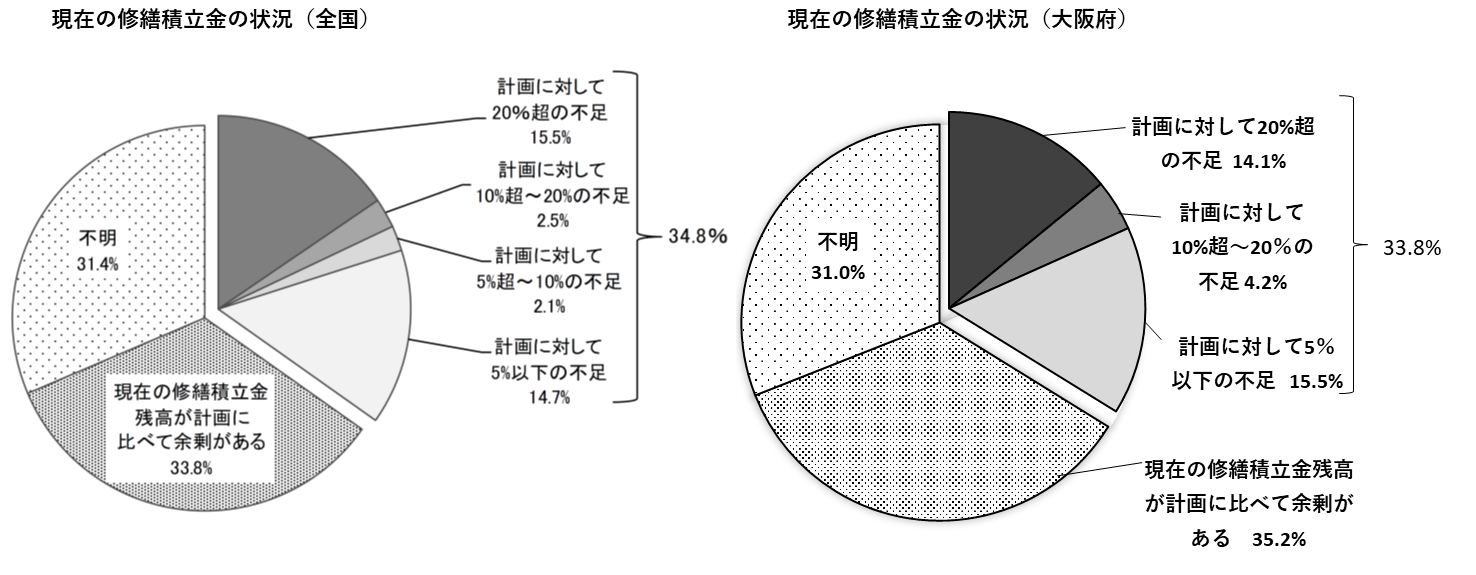 現在の修繕積立金の状況（全国）
計画に対して
20%超の不足
15.5%
計画に対して
10%超～20%の不足
2.5%
計画に対して
5%超～10%の不足
2.1%
計画に対して
5%以下の不足
14.7%
34.8%
不明
31.4%
現在の修繕積立金
残高が計画に
比べて余剰がある
33.8%
現在の修繕積立金の状況（大阪府）
計画に対して20%超
の不足 14.1%
計画に対して
10%超～20％の
不足 4.2%
計画に対して5％
以下の不足 15.5%
33.8%
不明
31.0%
現在の修繕積立金残高
が計画に比べて余剰が
ある 35.2%